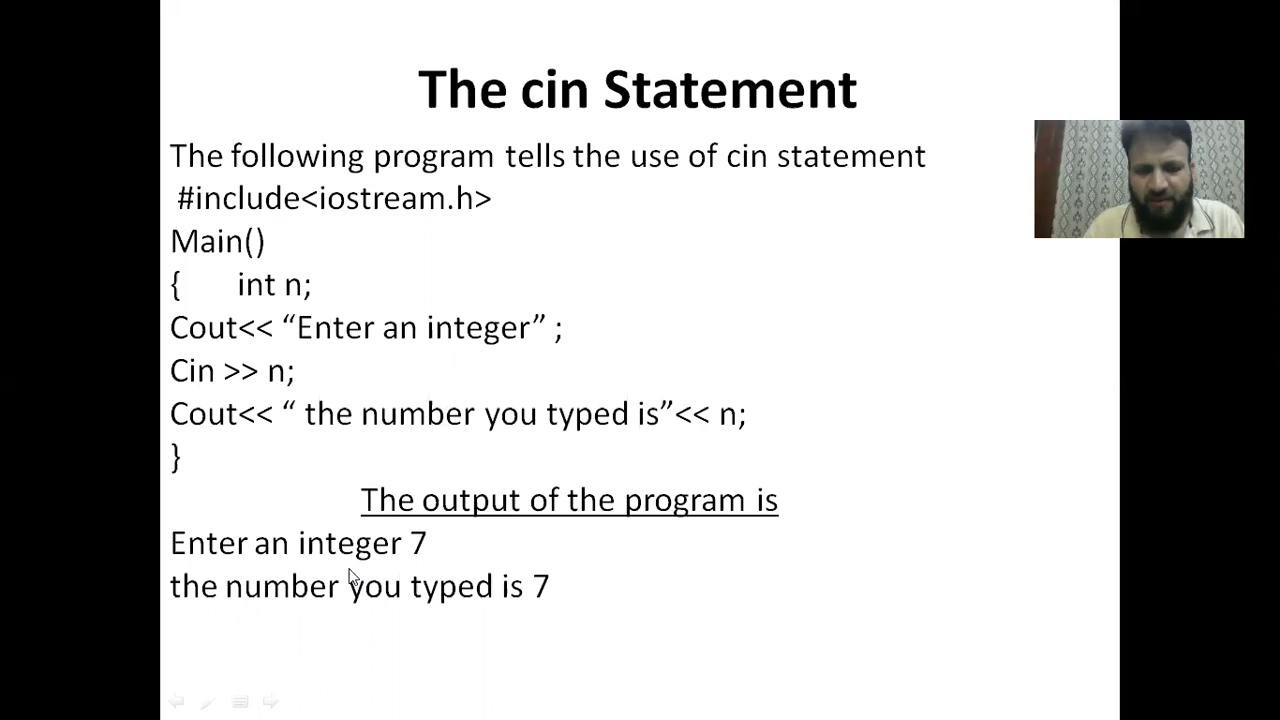 The cin Statement
The following program tells the use of cin statement
#include<iostream.h>
Main()
{ int n;
Cout<< “Enter an integer” ;
Cin >> n;
Cout<< “ the number you typed is”<< n;
}
The output of the program is
Enter an integer 7
the number you typed is 7